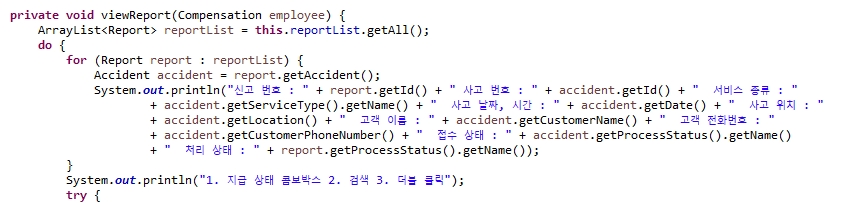 private void viewReport(Compensation employee) {
ArrayList<Report> reportList = this.reportList.getAll();
do {
for (Report report : reportList) {
Accident accident = report.getAccident();
System.out.println("신고 번호 : " + report.getId() + " 사고 번호 : " + accident.getId() + "  서비스 종류 : "
+ accident.getServiceType().getName() + "  사고 날짜, 시간 : " + accident.getDate() + "  사고 위치 : "
+ accident.getLocation() + "  고객 이름 : " + accident.getCustomerName() + "  고객 전화번호 : "
+ accident.getCustomerPhoneNumber() + "  접수 상태 : " + accident.getProcessStatus().getName()
+ "  처리 상태 : " + report.getProcessStatus().getName());
}
System.out.println("1. 지급 상태 콤보박스 2. 검색 3. 더블 클릭");
try {